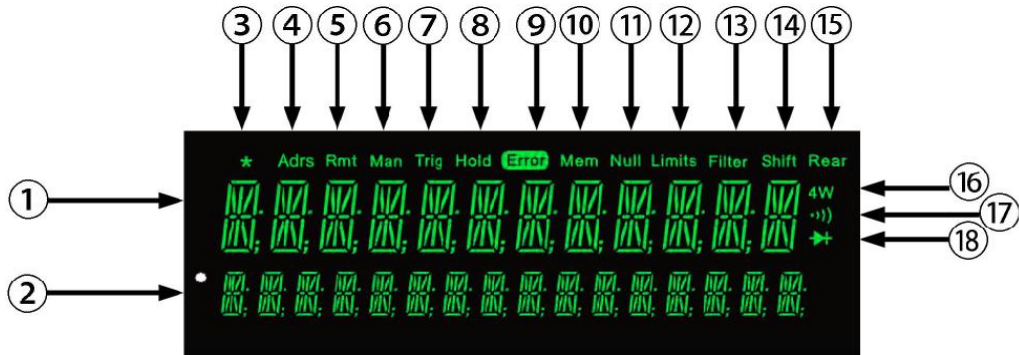 ③ ④ ⑤ ⑥ ⑦ ⑧ ⑨ ⑩ ⑪ ⑫ ⑬ ⑭ ⑮
* Adrs Rmt Man Trig Hold Error Mem Null Limits Filter Shift Rear
① 4W ⑯
⑰
⑱
②